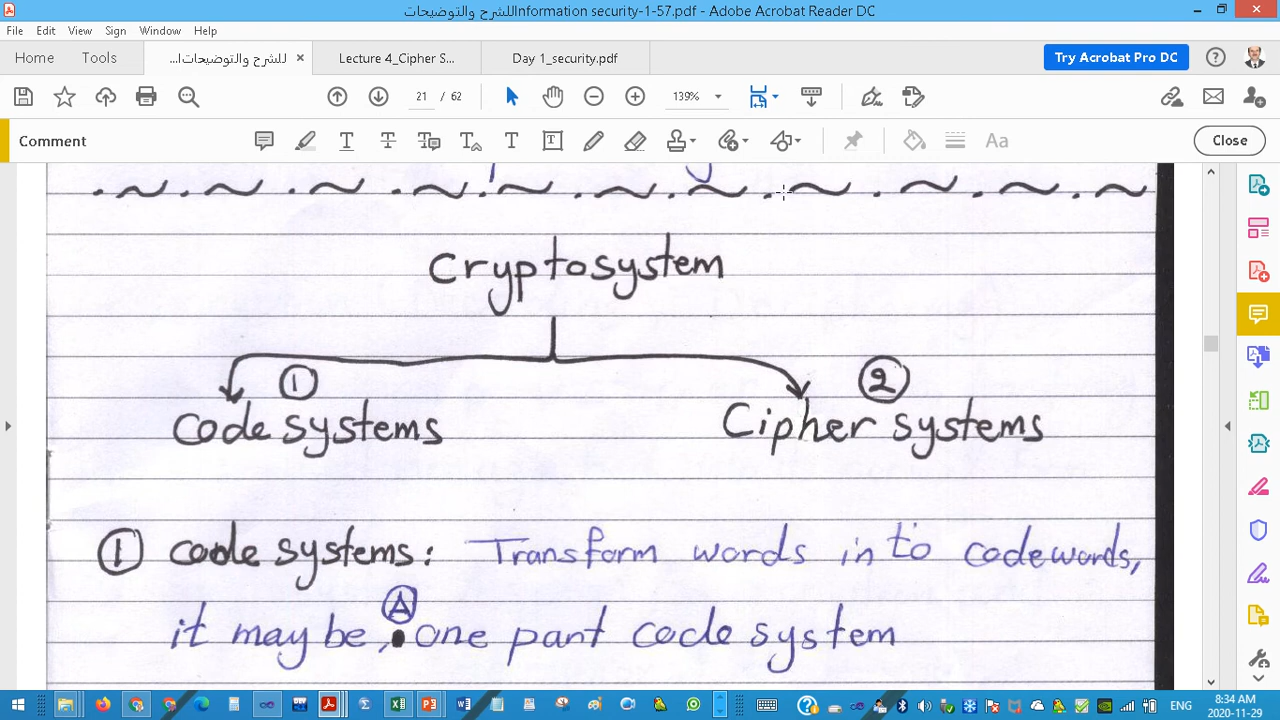 اللشرح والتوضيحاتInformation security-1-57.pdf - Adobe Acrobat Reader DC
File Edit View Sign Window Help
Home Tools للشرح والتوضيحاتا... × Lecture 4_Cipher S... Day 1_security.pdf Try Acrobat Pro DC
21 / 62 139%
Comment Close
Cryptosystem
1 2
Code systems Cipher systems
1 code systems: Transform words in to codewords,
A
it may be, one part code system
ENG 8:34 AM
2020-11-29